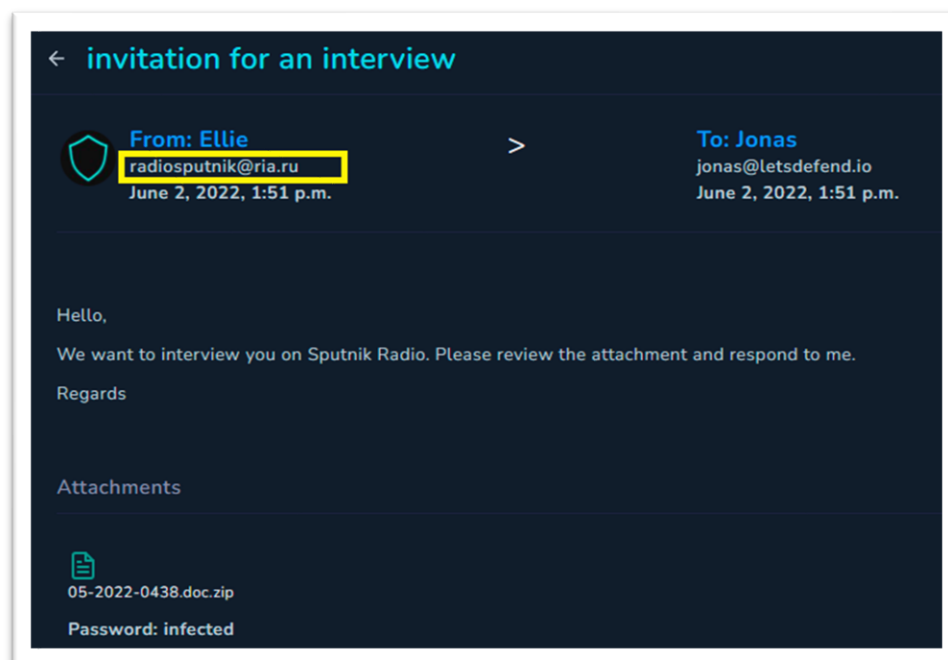 ← invitation for an interview
From: Ellie > To: Jonas
radiosputnik@ria.ru jonas@letsdefend.io
June 2, 2022, 1:51 p.m. June 2, 2022, 1:51 p.m.
Hello,
We want to interview you on Sputnik Radio. Please review the attachment and respond to me.
Regards
Attachments
05-2022-0438.doc.zip
Password: infected